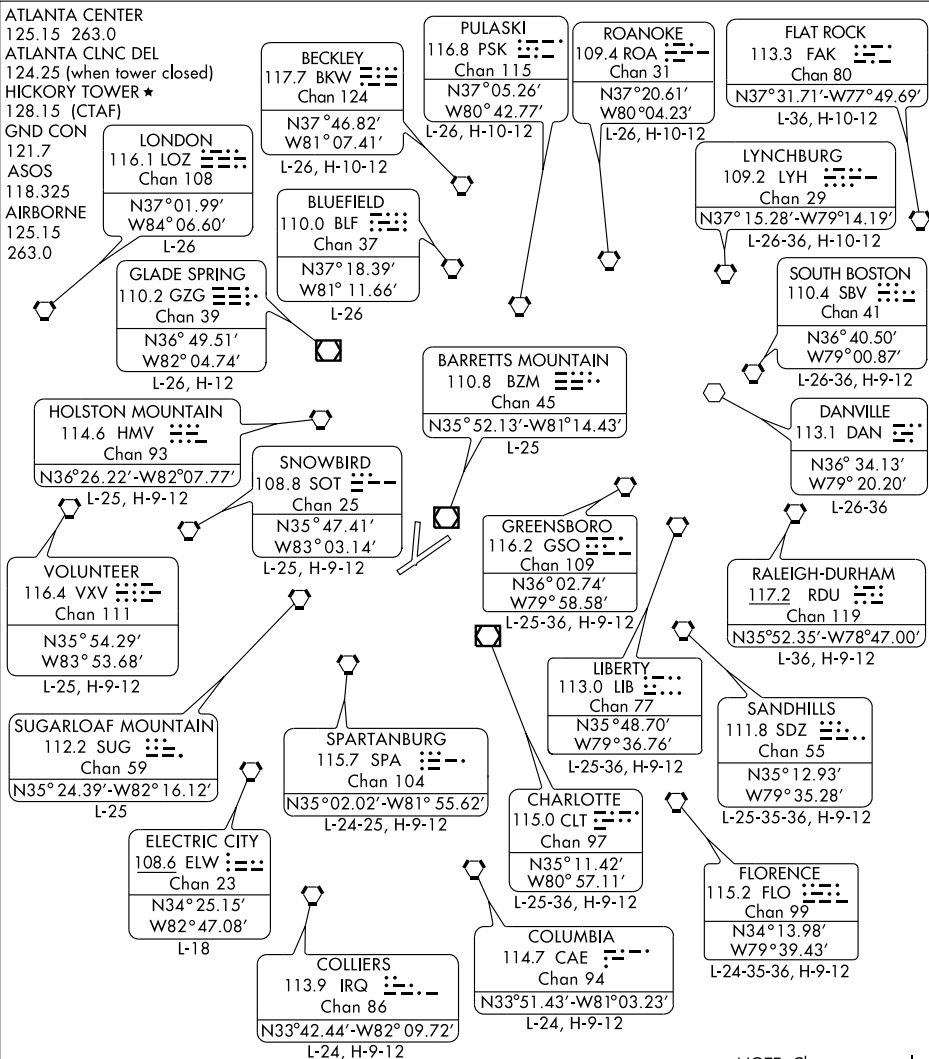 ATLANTA CENTER
125.15 263.0
ATLANTA CLNC DEL
124.25 (when tower closed)
HICKORY TOWER ★
128.15 (CTAF)
GND CON
121.7
ASOS
118.325
AIRBORNE
125.15
263.0
LONDON
116.1 LOZ
Chan 108
N37°01.99′
W84°06.60′
L-26
BECKLEY
117.7 BKW
Chan 124
N37°46.82′
W81°07.41′
L-26, H-10-12
PULASKI
116.8 PSK
Chan 115
N37°05.26′
W80°42.77′
L-26, H-10-12
ROANOKE
109.4 ROA
Chan 31
N37°20.61′
W80°04.23′
L-26, H-10-12
FLAT ROCK
113.3 FAK
Chan 80
N37°31.71′-W77°49.69′
L-36, H-10-12
LYNCHBURG
109.2 LYH
Chan 29
N37°15.28′-W79°14.19′
L-26-36, H-10-12
BLUEFIELD
110.0 BLF
Chan 37
N37°18.39′
W81°11.66′
L-26
GLADE SPRING
110.2 GZG
Chan 39
N36°49.51′
W82°04.74′
L-26, H-12
SOUTH BOSTON
110.4 SBV
Chan 41
N36°40.50′
W79°00.87′
L-26-36, H-9-12
BARRETTS MOUNTAIN
110.8 BZM
Chan 45
N35°52.13′-W81°14.43′
L-25
HOLSTON MOUNTAIN
114.6 HMV
Chan 93
N36°26.22′-W82°07.77′
L-25, H-9-12
DANVILLE
113.1 DAN
N36°34.13′
W79°20.20′
L-26-36
SNOWBIRD
108.8 SOT
Chan 25
N35°47.41′
W83°03.14′
L-25, H-9-12
GREENSBORO
116.2 GSO
Chan 109
N36°02.74′
W79°58.58′
L-25-36, H-9-12
VOLUNTEER
116.4 VXV
Chan 111
N35°54.29′
W83°53.68′
L-25, H-9-12
RALEIGH-DURHAM
117.2 RDU
Chan 119
N35°52.35′-W78°47.00′
L-36, H-9-12
LIBERTY
113.0 LIB
Chan 77
N35°48.70′
W79°36.76′
L-25-36, H-9-12
SUGARLOAF MOUNTAIN
112.2 SUG
Chan 59
N35°24.39′-W82°16.12′
L-25
SPARTANBURG
115.7 SPA
Chan 104
N35°02.02′-W81°55.62′
L-24-25, H-9-12
SANDHILLS
111.8 SDZ
Chan 55
N35°12.93′
W79°35.28′
L-25-35-36, H-9-12
CHARLOTTE
115.0 CLT
Chan 97
N35°11.42′
W80°57.11′
L-25-36, H-9-12
ELECTRIC CITY
108.6 ELW
Chan 23
N34°25.15′
W82°47.08′
L-18
FLORENCE
115.2 FLO
Chan 99
N34°13.98′
W79°39.43′
L-24-35-36, H-9-12
COLUMBIA
114.7 CAE
Chan 94
N33°51.43′-W81°03.23′
L-24, H-9-12
COLLIERS
113.9 IRQ
Chan 86
N33°42.44′-W82°09.72′
L-24, H-9-12